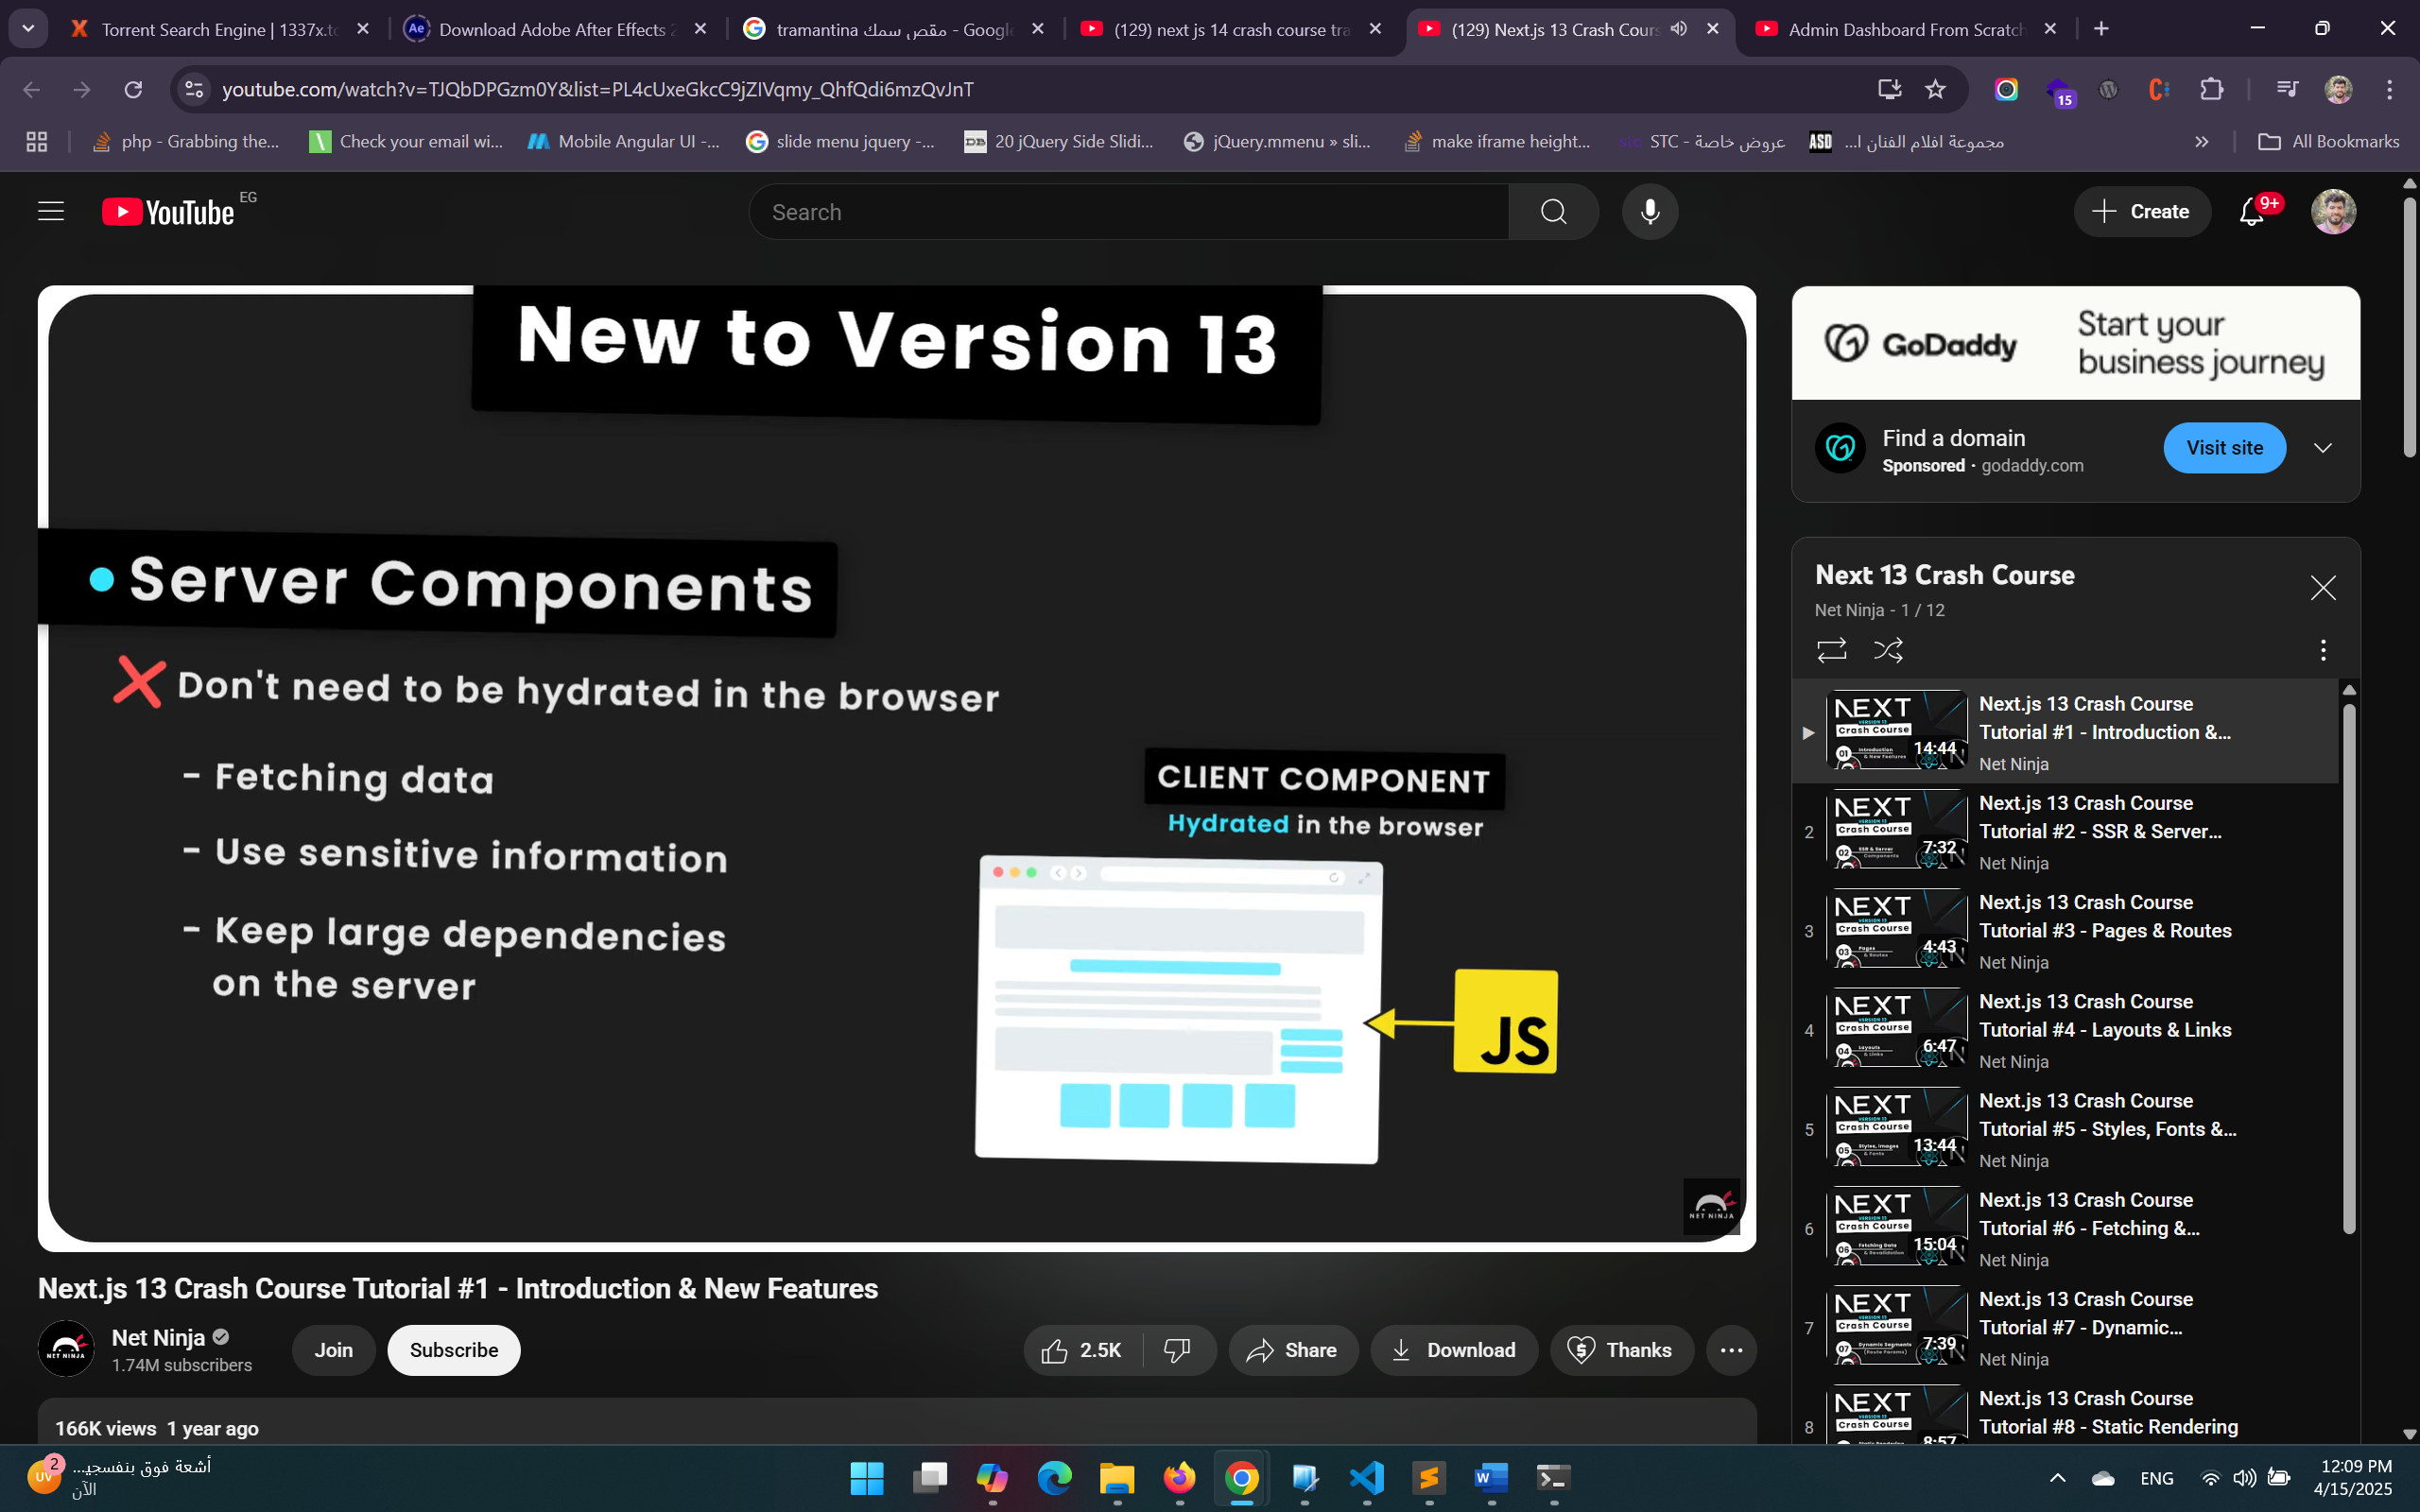 Torrent Search Engine | 1337x.to
Download Adobe After Effects 2
tramantina مقص سمك - Google
(129) next js 14 crash course tra
(129) Next.js 13 Crash Cours
Admin Dashboard From Scratch
youtube.com/watch?v=TJQbDPGzm0Y&list=PL4cUxeGkcC9jZIVqmy_QhfQdi6mzQvJnT
15
php - Grabbing the...
Check your email wi...
Mobile Angular UI -...
slide menu jquery -...
20 jQuery Side Slidi...
jQuery.mmenu » sli...
make iframe height...
stc
STC - عروض خاصة
ASD
مجموعة افلام الفنان ا...
All Bookmarks
YouTube
EG
Search
Create
9+
New to Version 13
Server Components
Don't need to be hydrated in the browser
- Fetching data
- Use sensitive information
- Keep large dependencies
on the server
CLIENT COMPONENT
Hydrated in the browser
JS
NET NINJA
Next.js 13 Crash Course Tutorial #1 - Introduction & New Features
Net Ninja
1.74M subscribers
Join
Subscribe
2.5K
Share
Download
Thanks
166K views 1 year ago
GoDaddy
Start your
business journey
Find a domain
Sponsored · godaddy.com
Visit site
Next 13 Crash Course
Net Ninja - 1 / 12
14:44
Next.js 13 Crash Course
Tutorial #1 - Introduction &...
Net Ninja
2
7:32
Next.js 13 Crash Course
Tutorial #2 - SSR & Server...
Net Ninja
3
4:43
Next.js 13 Crash Course
Tutorial #3 - Pages & Routes
Net Ninja
4
6:47
Next.js 13 Crash Course
Tutorial #4 - Layouts & Links
Net Ninja
5
13:44
Next.js 13 Crash Course
Tutorial #5 - Styles, Fonts &...
Net Ninja
6
15:04
Next.js 13 Crash Course
Tutorial #6 - Fetching &...
Net Ninja
7
7:39
Next.js 13 Crash Course
Tutorial #7 - Dynamic...
Net Ninja
8
8:57
Next.js 13 Crash Course
Tutorial #8 - Static Rendering
UV
2
أشعة فوق بنفسجيـ...
الآن
ENG
12:09 PM
4/15/2025